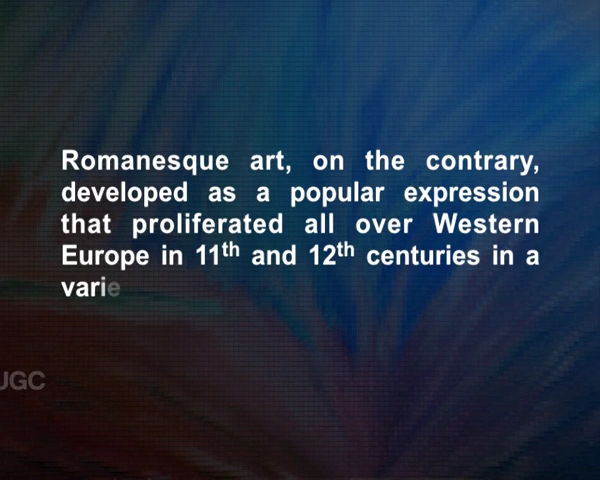 Romanesque art, on the contrary,
developed as a popular expression
that proliferated all over Western
Europe in 11th and 12th centuries in a
varie
UGC